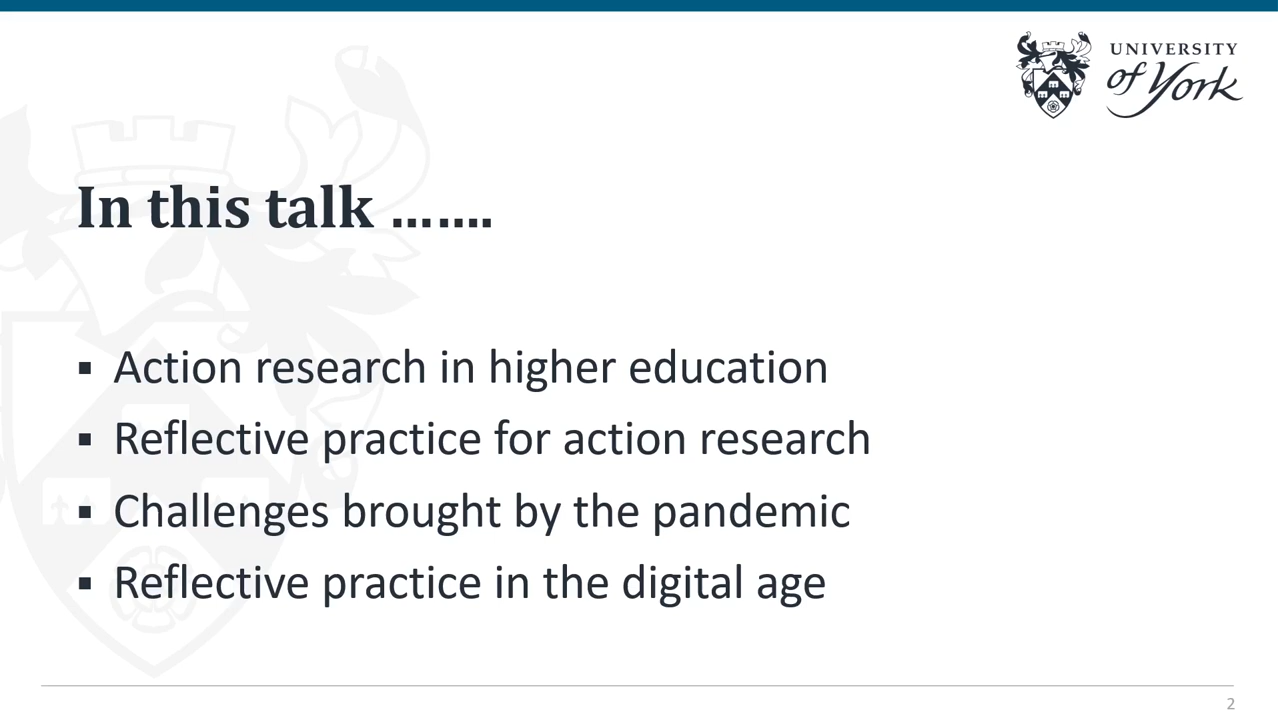 UNIVERSITY
of York
In this talk …….
▪ Action research in higher education
▪ Reflective practice for action research
▪ Challenges brought by the pandemic
▪ Reflective practice in the digital age
2